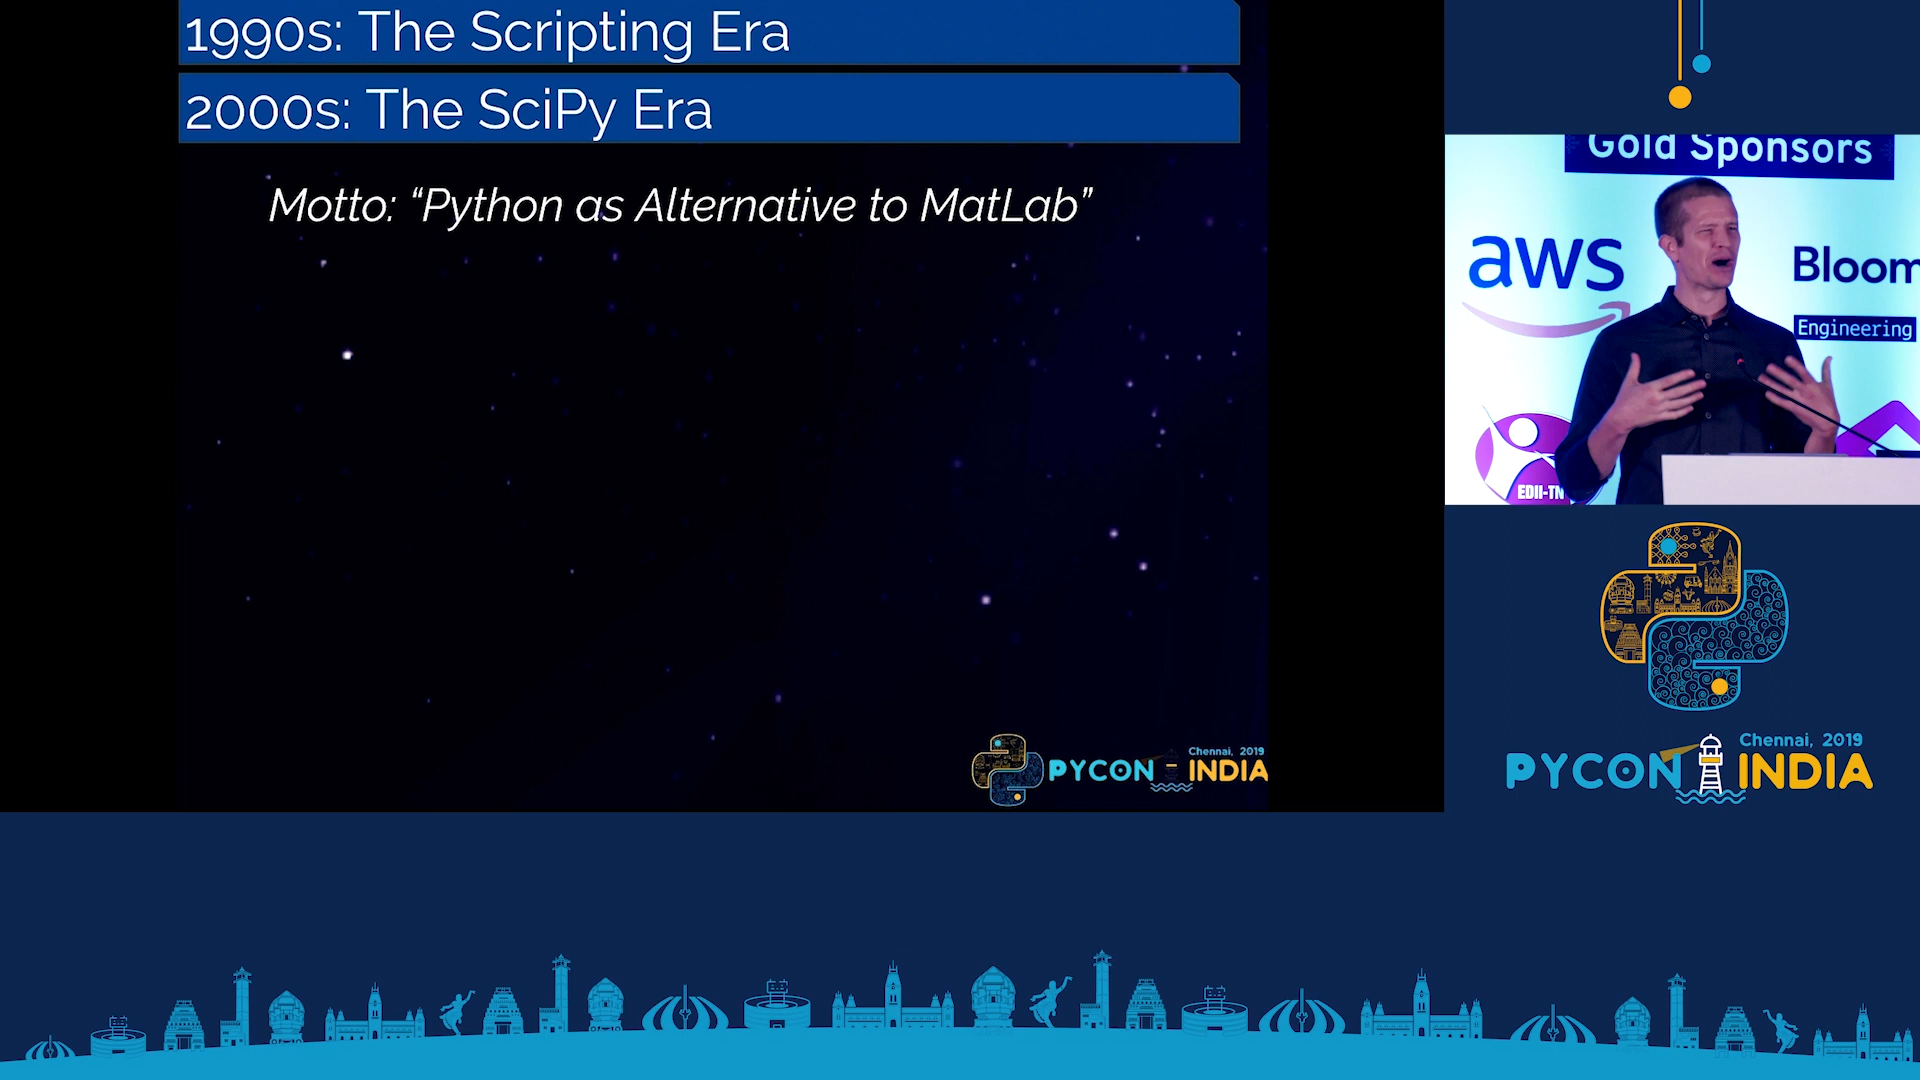 1990s: The Scripting Era
2000s: The SciPy Era
Motto: “Python as Alternative to MatLab”
Chennai, 2019
PYCON INDIA
Gold Sponsors
aws
Bloom
Engineering
EDII-TN
Chennai, 2019
PYCON INDIA